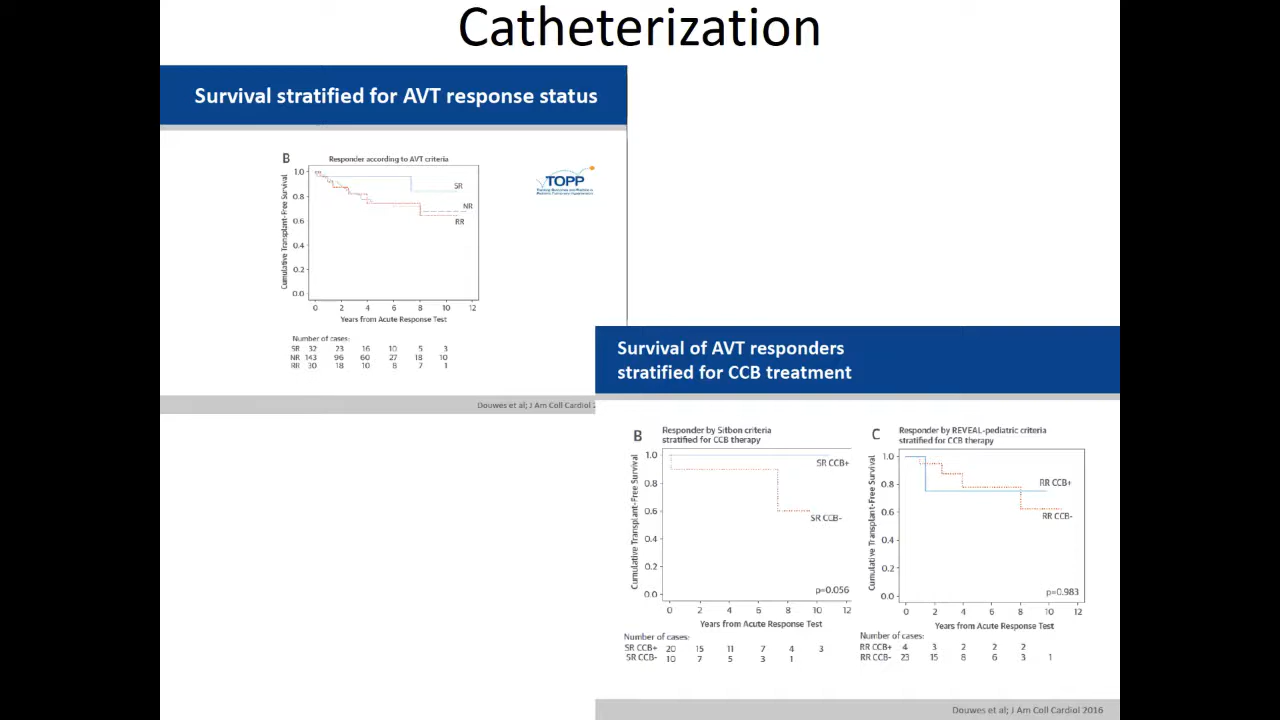 Catheterization
Survival stratified for AVT response status
B
Responder according to AVT criteria
TOPP
Cumulative Transplant-Free Survival
1.0
0.8
0.6
0.4
0.2
0.0
SR
NR
RR
0 2 4 6 8 10 12
Years from Acute Response Test
Number of cases:
SR 32 23 16 10 5 3
NR 143 96 60 27 18 10
RR 30 18 10 8 7 1
Douwes et al; J Am Coll Cardiol
Survival of AVT responders
stratified for CCB treatment
B
Responder by Sitbon criteria
stratified for CCB therapy
Cumulative Transplant-Free Survival
1.0
0.8
0.6
0.4
0.2
0.0
SR CCB+
SR CCB-
p=0.056
0 2 4 6 8 10 12
Years from Acute Response Test
Number of cases:
SR CCB+ 20 15 11 7 4 3
SR CCB- 10 7 5 3 1
C
Responder by REVEAL-pediatric criteria
stratified for CCB therapy
Cumulative Transplant-Free Survival
1.0
0.8
0.6
0.4
0.2
0.0
RR CCB+
RR CCB-
p=0.983
0 2 4 6 8 10 12
Years from Acute Response Test
Number of cases:
RR CCB+ 4 3 2 2 2
RR CCB- 23 15 8 6 3 1
Douwes et al; J Am Coll Cardiol 2016